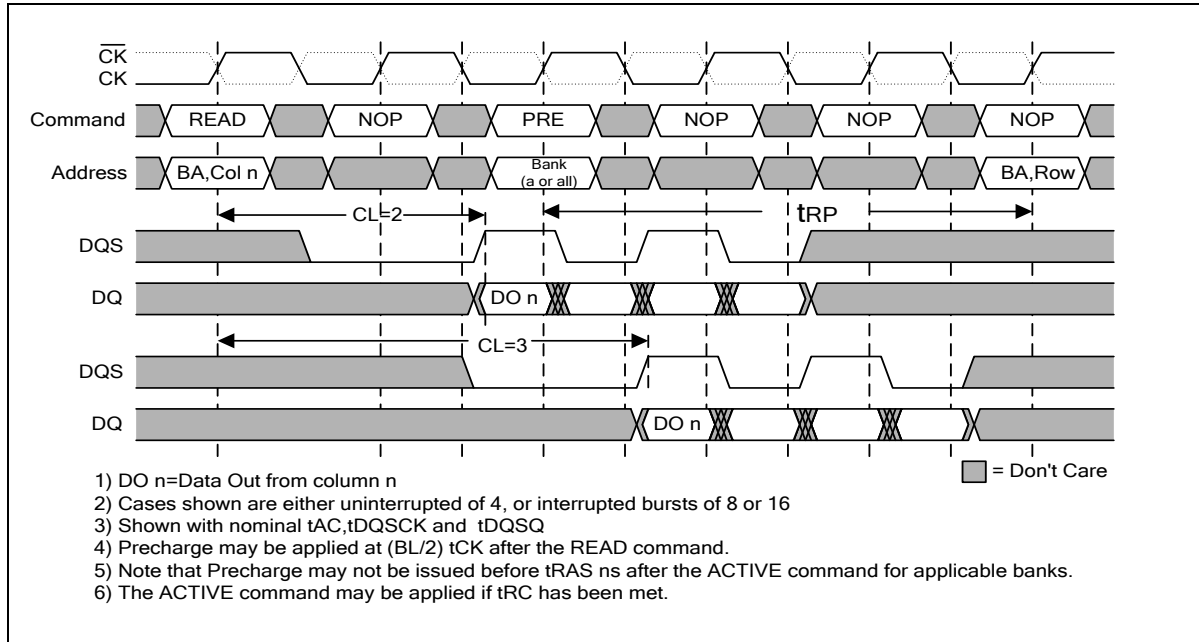 CK
CK
Command READ NOP PRE NOP NOP NOP
Address BA,Col n Bank (a or all) BA,Row
CL=2 tRP
DQS
DQ DO n
CL=3
DQS
DQ DO n
= Don't Care
1) DO n=Data Out from column n
2) Cases shown are either uninterrupted of 4, or interrupted bursts of 8 or 16
3) Shown with nominal tAC,tDQSCK and tDQSQ
4) Precharge may be applied at (BL/2) tCK after the READ command.
5) Note that Precharge may not be issued before tRAS ns after the ACTIVE command for applicable banks.
6) The ACTIVE command may be applied if tRC has been met.